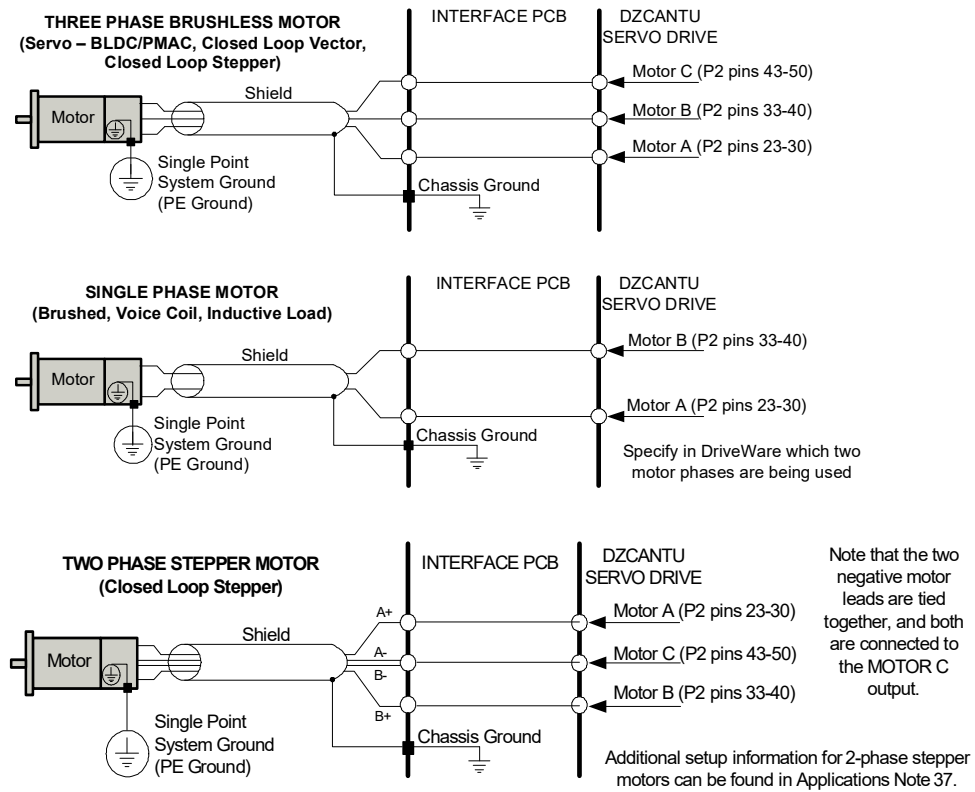 THREE PHASE BRUSHLESS MOTOR
(Servo – BLDC/PMAC, Closed Loop Vector,
Closed Loop Stepper)
INTERFACE PCB
DZCANTU
SERVO DRIVE
Motor
Shield
Motor C (P2 pins 43-50)
Motor B (P2 pins 33-40)
Motor A (P2 pins 23-30)
Single Point
System Ground
(PE Ground)
Chassis Ground
SINGLE PHASE MOTOR
(Brushed, Voice Coil, Inductive Load)
INTERFACE PCB
DZCANTU
SERVO DRIVE
Motor
Shield
Motor B (P2 pins 33-40)
Motor A (P2 pins 23-30)
Single Point
System Ground
(PE Ground)
Chassis Ground
Specify in DriveWare which two
motor phases are being used
TWO PHASE STEPPER MOTOR
(Closed Loop Stepper)
INTERFACE PCB
DZCANTU
SERVO DRIVE
Motor
Shield
A+
A-
B-
B+
Motor A (P2 pins 23-30)
Motor C (P2 pins 43-50)
Motor B (P2 pins 33-40)
Single Point
System Ground
(PE Ground)
Chassis Ground
Note that the two
negative motor
leads are tied
together, and both
are connected to
the MOTOR C
output.
Additional setup information for 2-phase stepper
motors can be found in Applications Note 37.